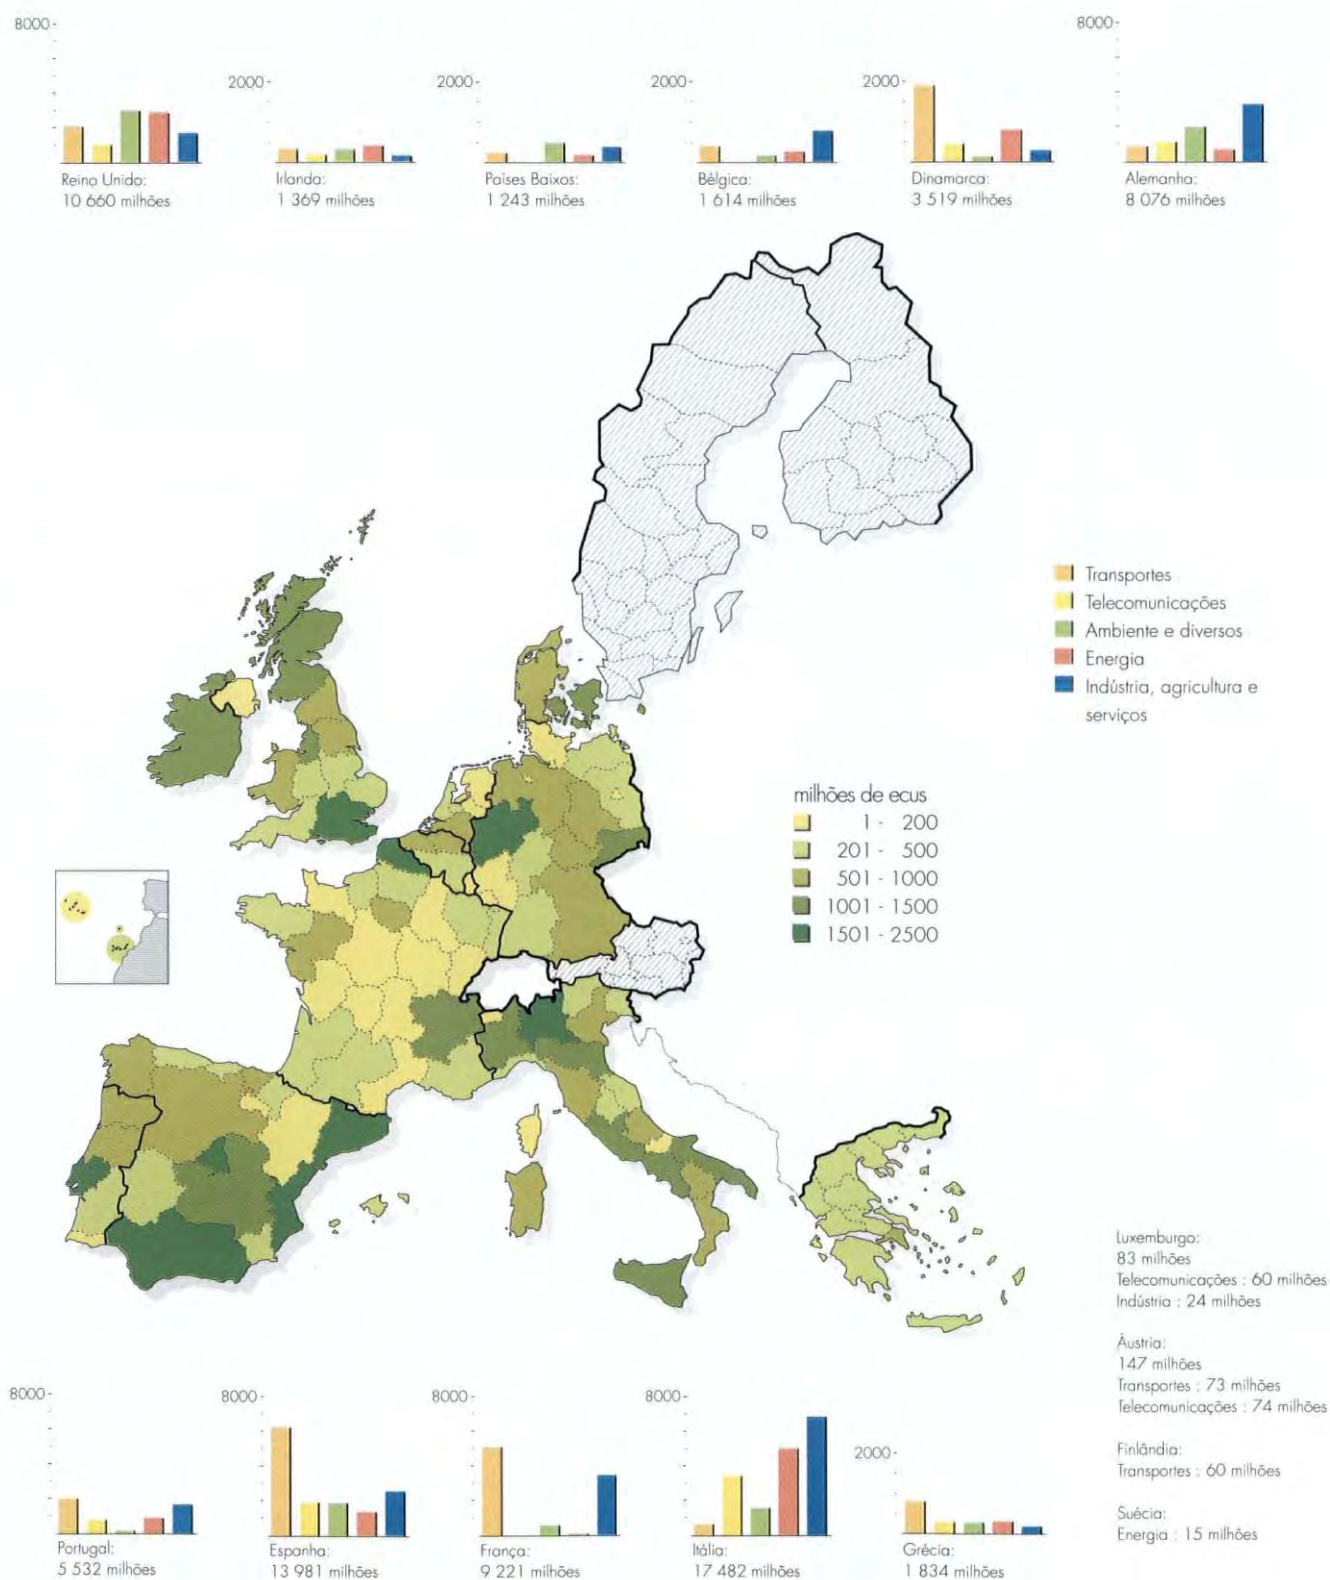 8000
2000
2000
2000
2000
8000
Reino Unido:
10 660 milhões
Irlanda:
1 369 milhões
Países Baixos:
1 243 milhões
Bélgica:
1 614 milhões
Dinamarca:
3 519 milhões
Alemanha:
8 076 milhões
Transportes
Telecomunicações
Ambiente e diversos
Energia
Indústria, agricultura e
serviços
milhões de ecus
1 - 200
201 - 500
501 - 1000
1001 - 1500
1501 - 2500
Luxemburgo:
83 milhões
Telecomunicações : 60 milhões
Indústria : 24 milhões
Áustria:
147 milhões
Transportes : 73 milhões
Telecomunicações : 74 milhões
Finlândia:
Transportes : 60 milhões
Suécia:
Energia : 15 milhões
8000
8000
8000
8000
2000
Portugal:
5 532 milhões
Espanha:
13 981 milhões
França:
9 221 milhões
Itália:
17 482 milhões
Grécia:
1 834 milhões